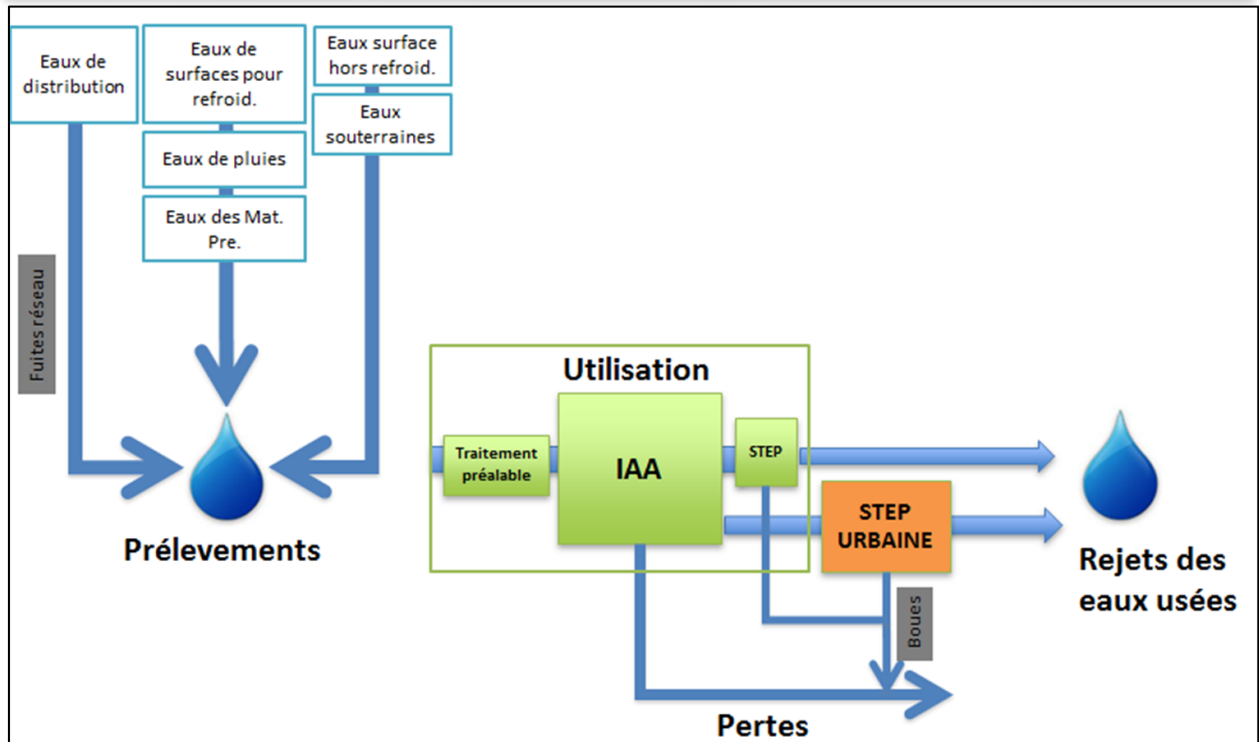 Eaux de
distribution
Eaux de
surfaces pour
refroid.
Eaux surface
hors refroid.
Eaux
souterraines
Eaux de pluies
Eaux des Mat.
Pre.
Fuites réseau
Prélevements
Utilisation
Traitement
préalable
IAA
STEP
STEP
URBAINE
Rejets des
eaux usées
Boues
Pertes